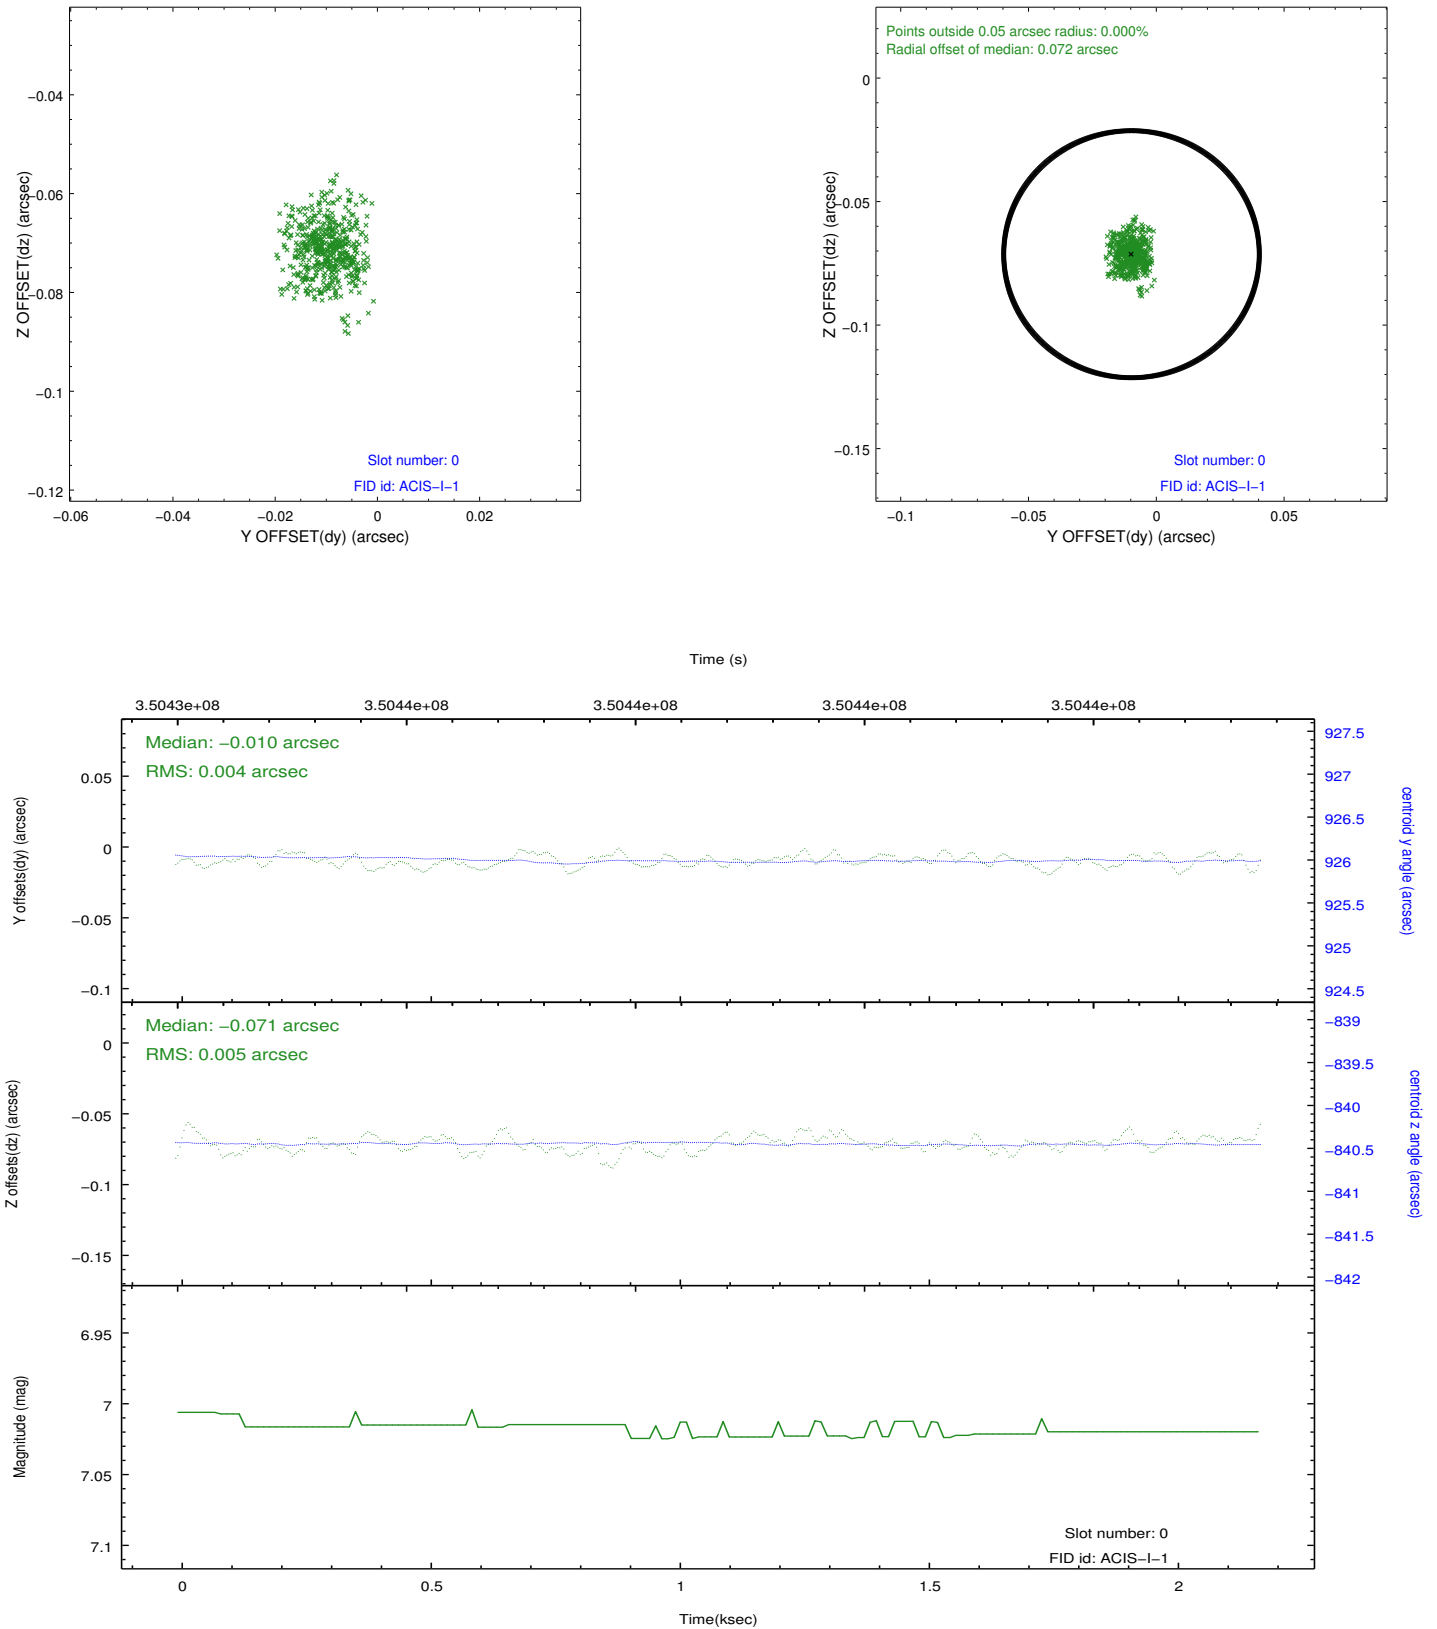 −0.04
−0.06
−0.08
−0.1
−0.12
Z OFFSET(dz) (arcsec)
Slot number: 0
FID id: ACIS−I−1
−0.06 −0.04 −0.02 0 0.02
Y OFFSET(dy) (arcsec)
Points outside 0.05 arcsec radius: 0.000%
Radial offset of median: 0.072 arcsec
0
−0.05
−0.1
−0.15
Z OFFSET(dz) (arcsec)
Slot number: 0
FID id: ACIS−I−1
−0.1 −0.05 0 0.05
Y OFFSET(dy) (arcsec)
Time (s)
3.5043e+08 3.5044e+08 3.5044e+08 3.5044e+08 3.5044e+08
Median: −0.010 arcsec
RMS: 0.004 arcsec
0.05
0
−0.05
−0.1
Y offsets(dy) (arcsec)
927.5
927
926.5
926
925.5
925
924.5
centroid y angle (arcsec)
Median: −0.071 arcsec
RMS: 0.005 arcsec
0
−0.05
−0.1
−0.15
Z offsets(dz) (arcsec)
−839
−839.5
−840
−840.5
−841
−841.5
−842
centroid z angle (arcsec)
6.95
7
7.05
7.1
Magnitude (mag)
Slot number: 0
FID id: ACIS−I−1
0 0.5 1 1.5 2
Time(ksec)